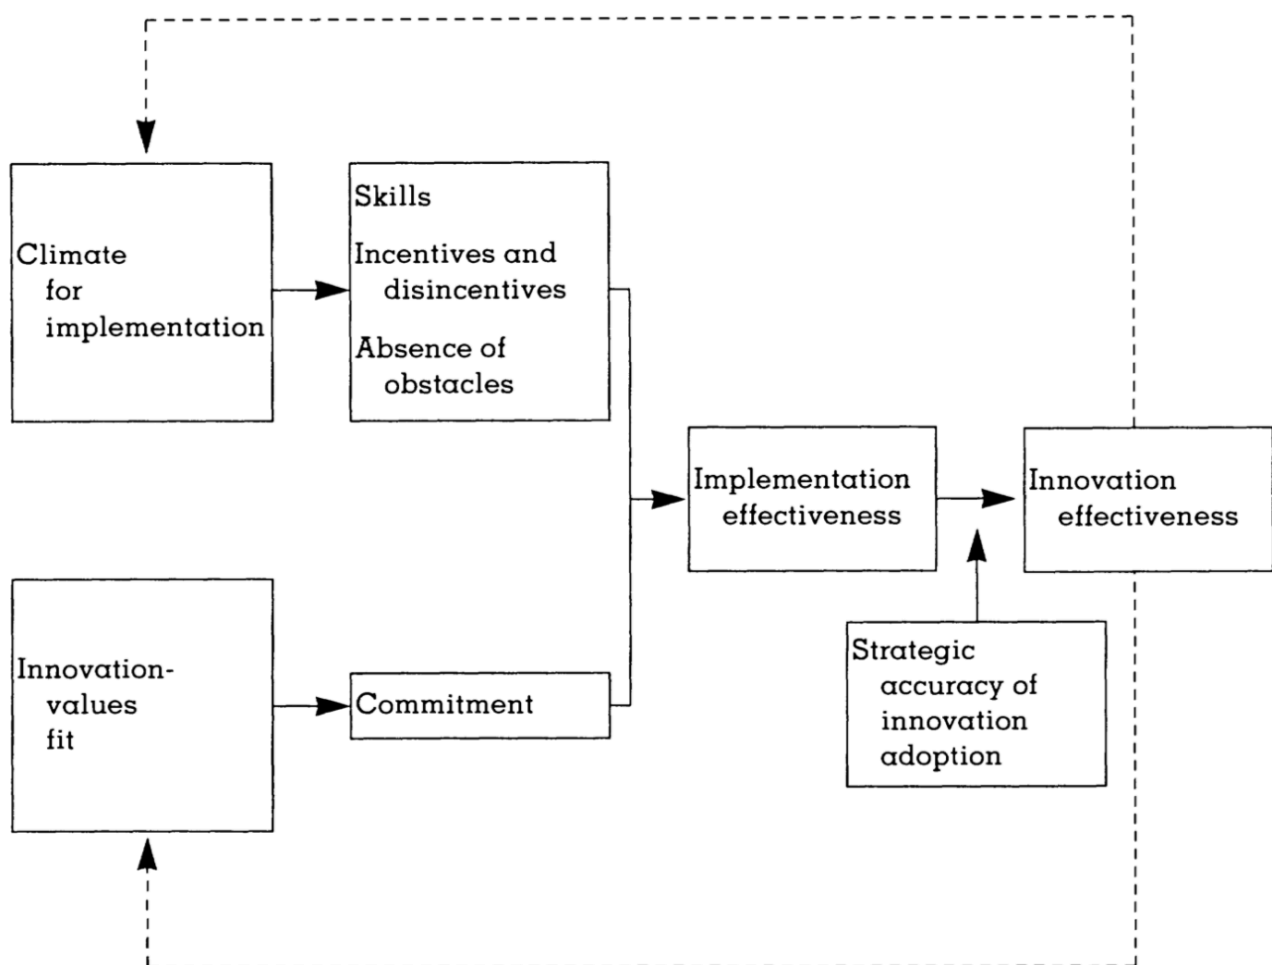 Climate
for
implementation
Skills
Incentives and
disincentives
Absence of
obstacles
Innovation-
values
fit
Commitment
Implementation
effectiveness
Innovation
effectiveness
Strategic
accuracy of
innovation
adoption